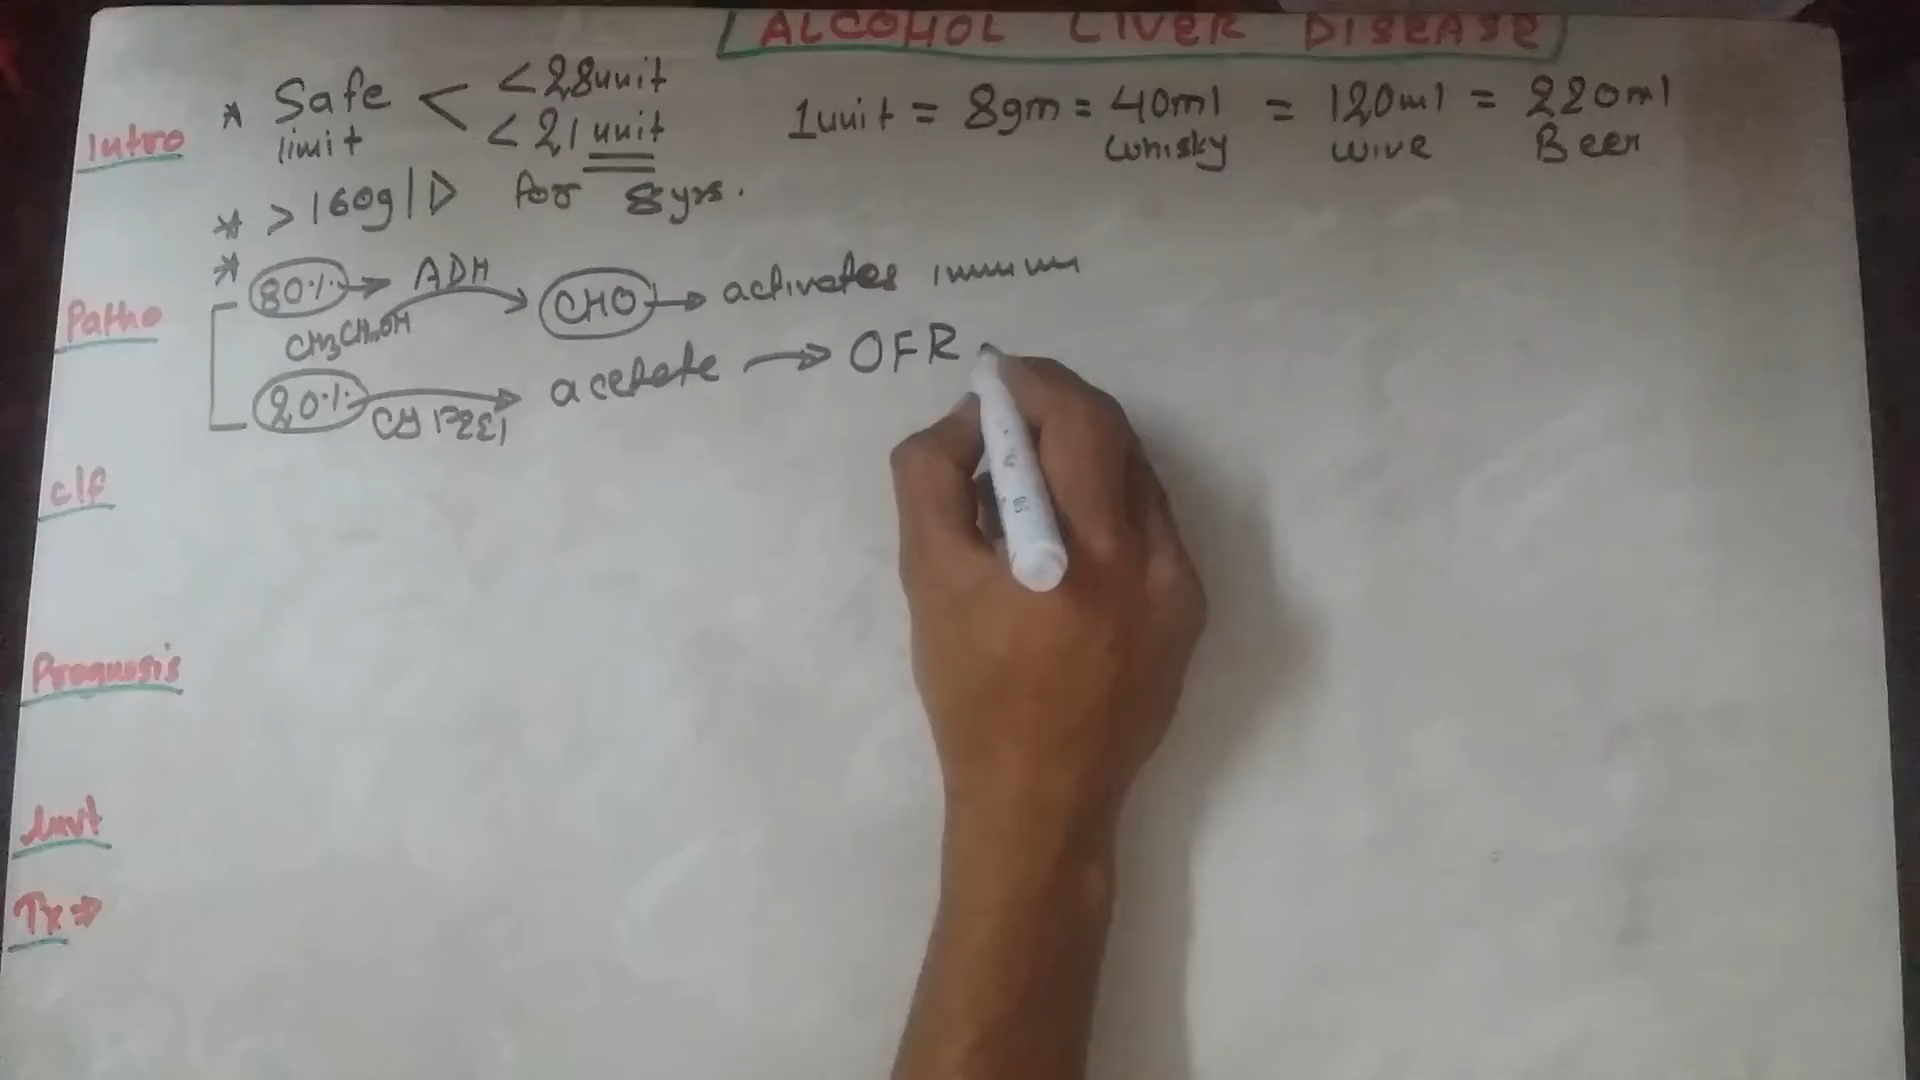 ALCOHOL LIVER DISEASE
Intro
* Safe limit < <28unit
<21 unit
1unit = 8gm = 40ml whisky = 120ml wine = 220ml Beer
* >160g/D for 8yrs.
Patho
* 80% → ADH → CHO → activates
CH3CH2OH
20% → acetate → OFR
CYP2E1
c/f
Prognosis
Invt
Tx ⇒